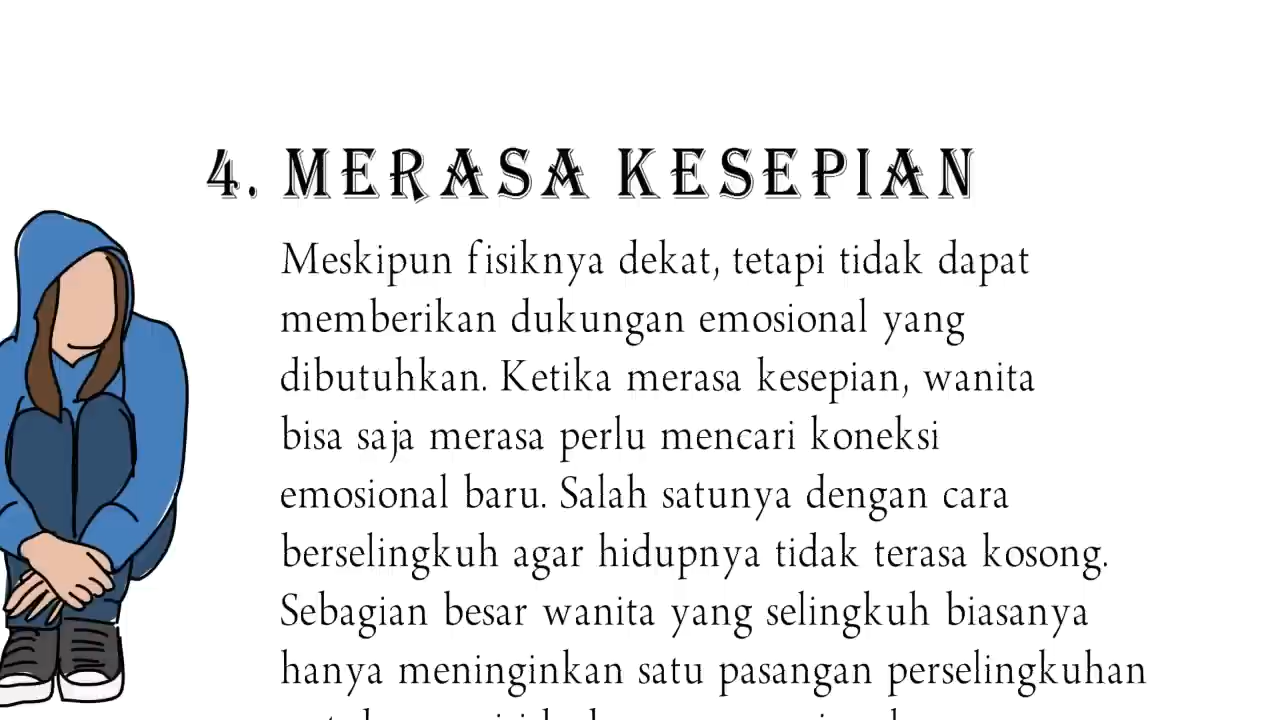 4. MERASA KESEPIAN
Meskipun fisiknya dekat, tetapi tidak dapat
memberikan dukungan emosional yang
dibutuhkan. Ketika merasa kesepian, wanita
bisa saja merasa perlu mencari koneksi
emosional baru. Salah satunya dengan cara
berselingkuh agar hidupnya tidak terasa kosong.
Sebagian besar wanita yang selingkuh biasanya
hanya meninginkan satu pasangan perselingkuhan